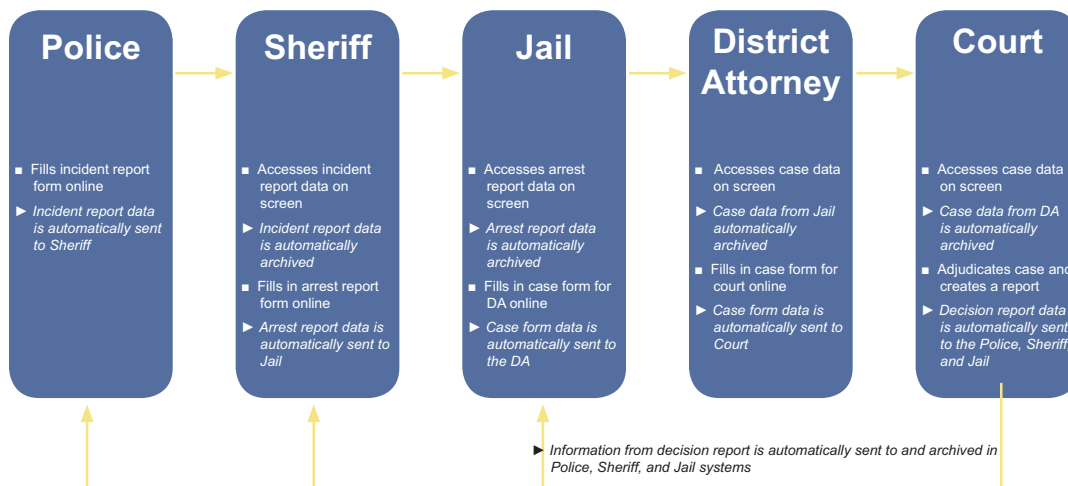 Police
■ Fills incident report
form online
► Incident report data
is automatically sent
to Sheriff
Sheriff
■ Accesses incident
report data on
screen
► Incident report data
is automatically
archived
■ Fills in arrest report
form online
► Arrest report data is
automatically sent to
Jail
Jail
■ Accesses arrest
report data on
screen
► Arrest report data
is automatically
archived
■ Fills in case form for
DA online
► Case form data is
automatically sent to
the DA
District
Attorney
■ Accesses case data
on screen
► Case data from Jail
automatically
archived
■ Fills in case form for
court online
► Case form data is
automatically sent to
Court
Court
■ Accesses case data
on screen
► Case data from DA
is automatically
archived
■ Adjudicates case and
creates a report
► Decision report data
is automatically sent
to the Police, Sheriff,
and Jail
► Information from decision report is automatically sent to and archived in
Police, Sheriff, and Jail systems